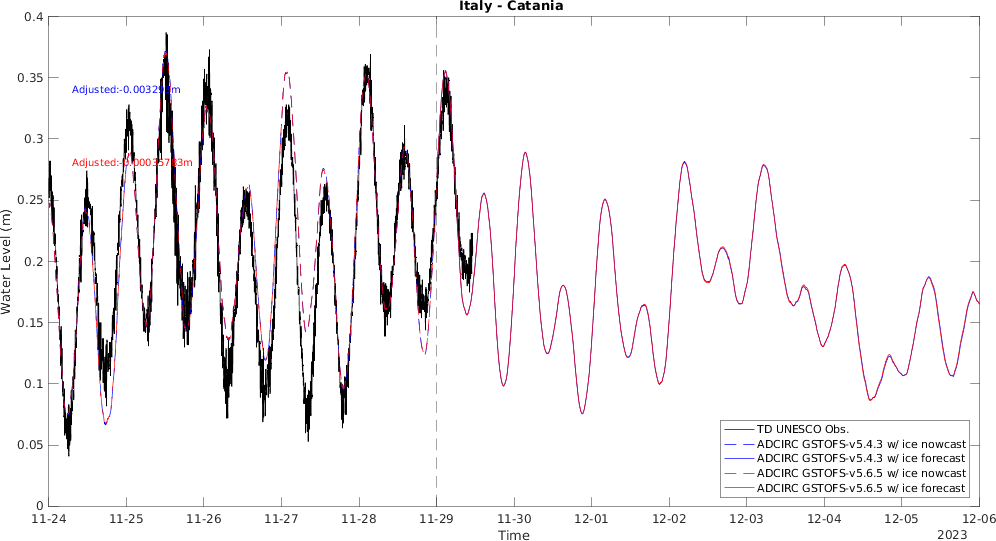 Italy - Catania
0.4
0.35
0.3
0.25
0.2
0.15
0.1
0.05
0
Water Level (m)
Adjusted:
Adjusted:
11-24
11-25
11-26
11-27
11-28
11-29
11-30
12-01
12-02
12-03
12-04
12-05
12-06
Time
2023
TD UNESCO Obs.
ADCIRC GSTOFS-v5.4.3 w/ ice nowcast
ADCIRC GSTOFS-v5.4.3 w/ ice forecast
ADCIRC GSTOFS-v5.6.5 w/ ice nowcast
ADCIRC GSTOFS-v5.6.5 w/ ice forecast